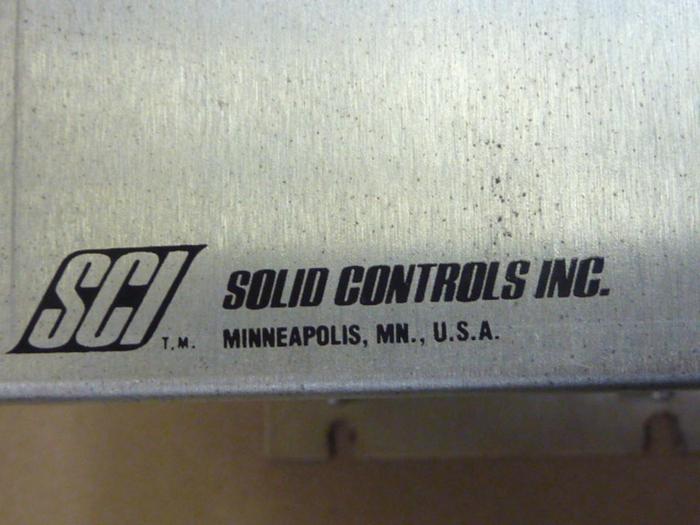 SCI T.M. SOLID CONTROLS INC.
MINNEAPOLIS, MN., U.S.A.